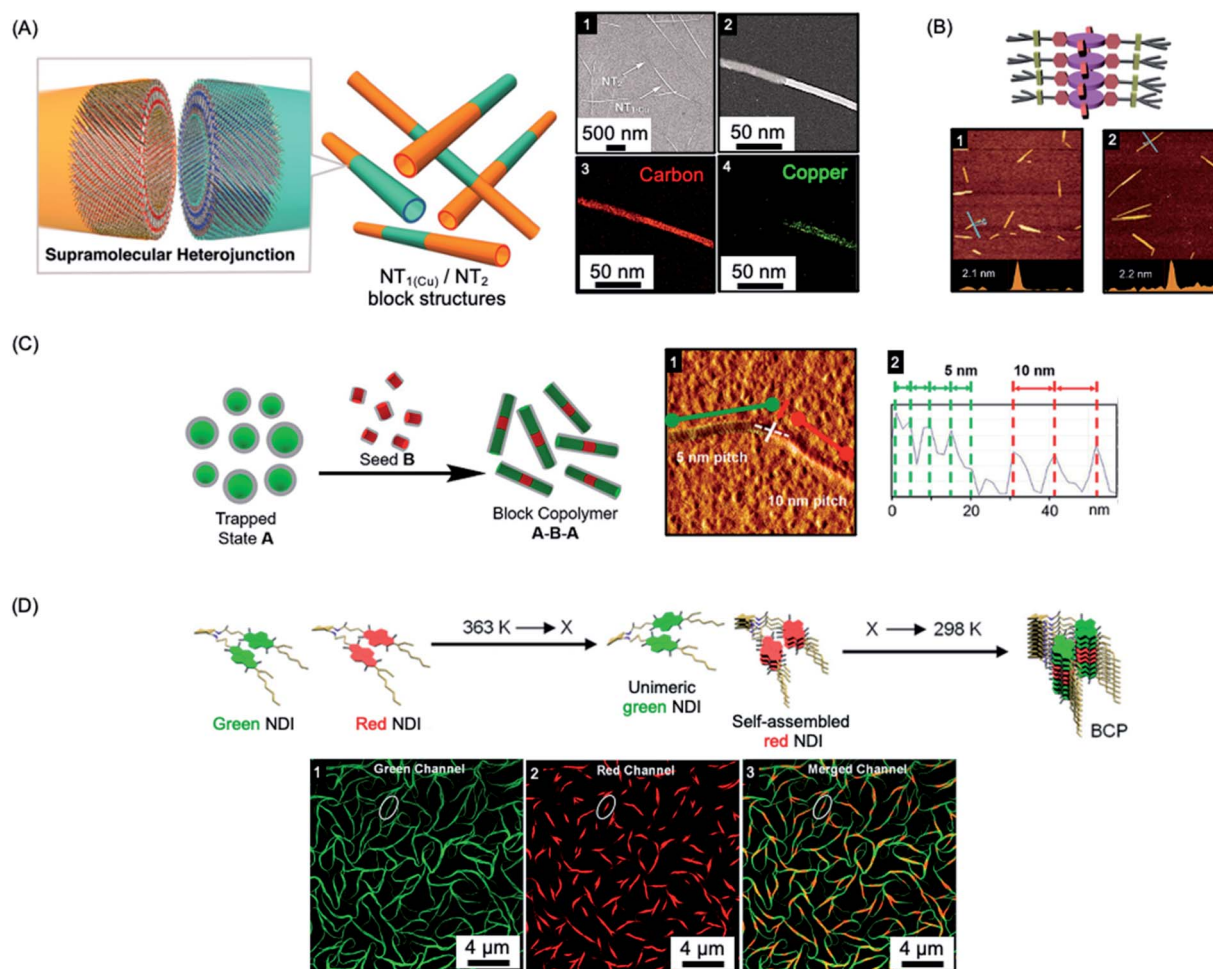 (A)
Supramolecular Heterojunction
NT1(Cu) / NT2
block structures
1
NT2
NT1-Cu
500 nm
2
50 nm
3
Carbon
50 nm
4
Copper
50 nm
(B)
1
2.1 nm
2
2.2 nm
(C)
Trapped
State A
Seed B
Block Copolymer
A-B-A
1
5 nm pitch
10 nm pitch
2
5 nm
10 nm
0
20
40
nm
(D)
Green NDI
Red NDI
363 K → X
Unimeric
green NDI
Self-assembled
red NDI
X → 298 K
BCP
1
Green Channel
4 µm
2
Red Channel
4 µm
3
Merged Channel
4 µm